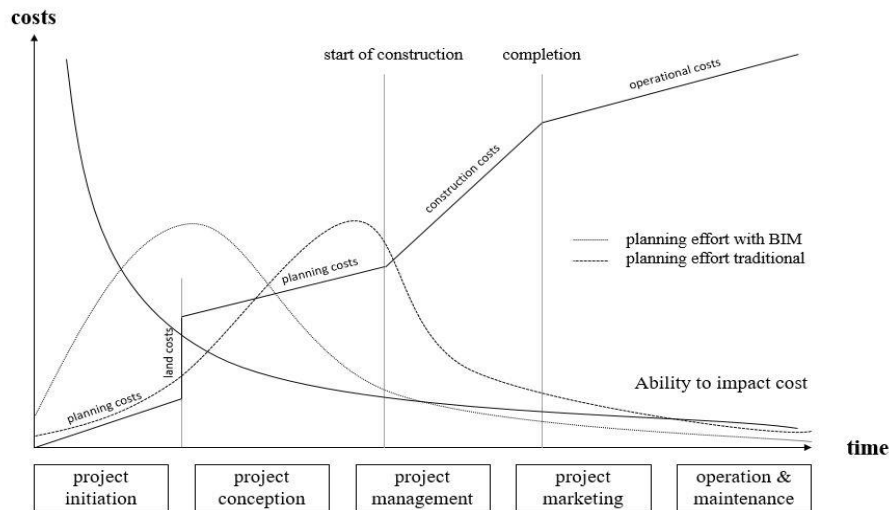 costs
start of construction
completion
operational costs
construction costs
planning effort with BIM
planning effort traditional
planning costs
land costs
planning costs
Ability to impact cost
time
project
initiation
project
conception
project
management
project
marketing
operation &
maintenance